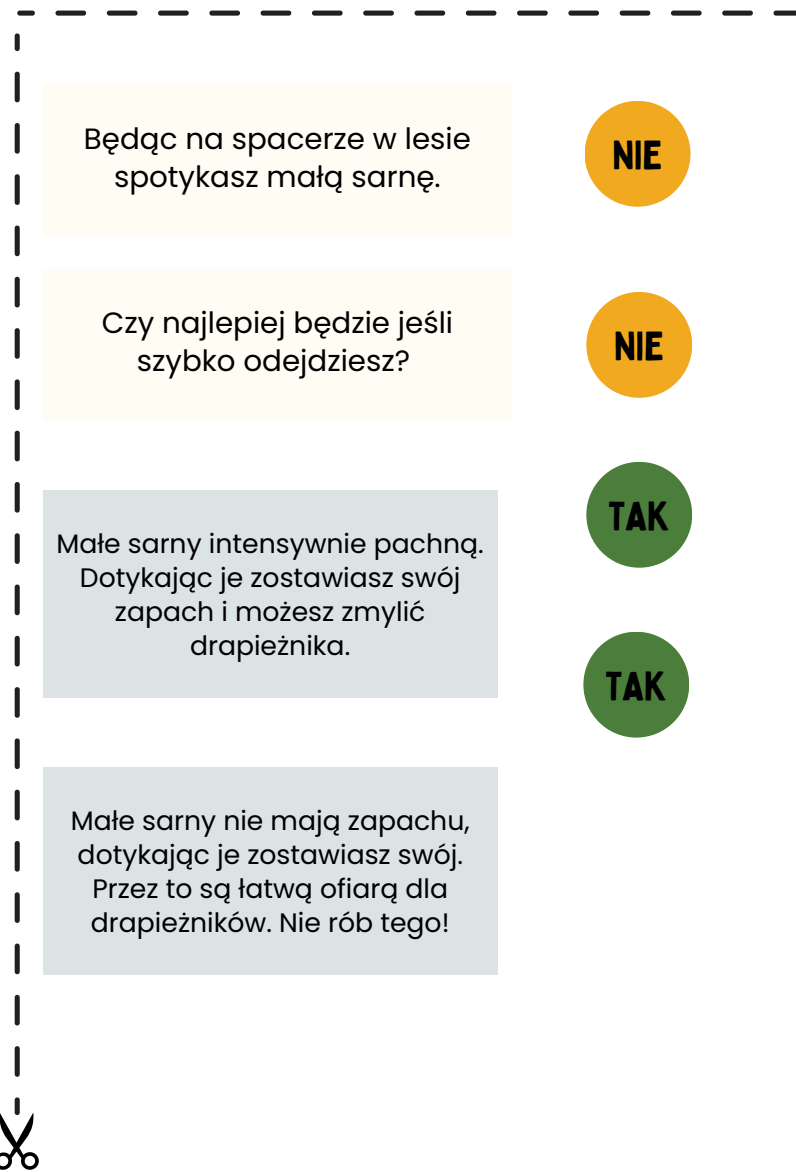 Będąc na spacerze w lesie
spotykasz małą sarnę.
NIE
Czy najlepiej będzie jeśli
szybko odejdziesz?
NIE
Małe sarny intensywnie pachną.
Dotykając je zostawiasz swój
zapach i możesz zmylić
drapieżnika.
TAK
TAK
Małe sarny nie mają zapachu,
dotykając je zostawiasz swój.
Przez to są łatwą ofiarą dla
drapieżników. Nie rób tego!